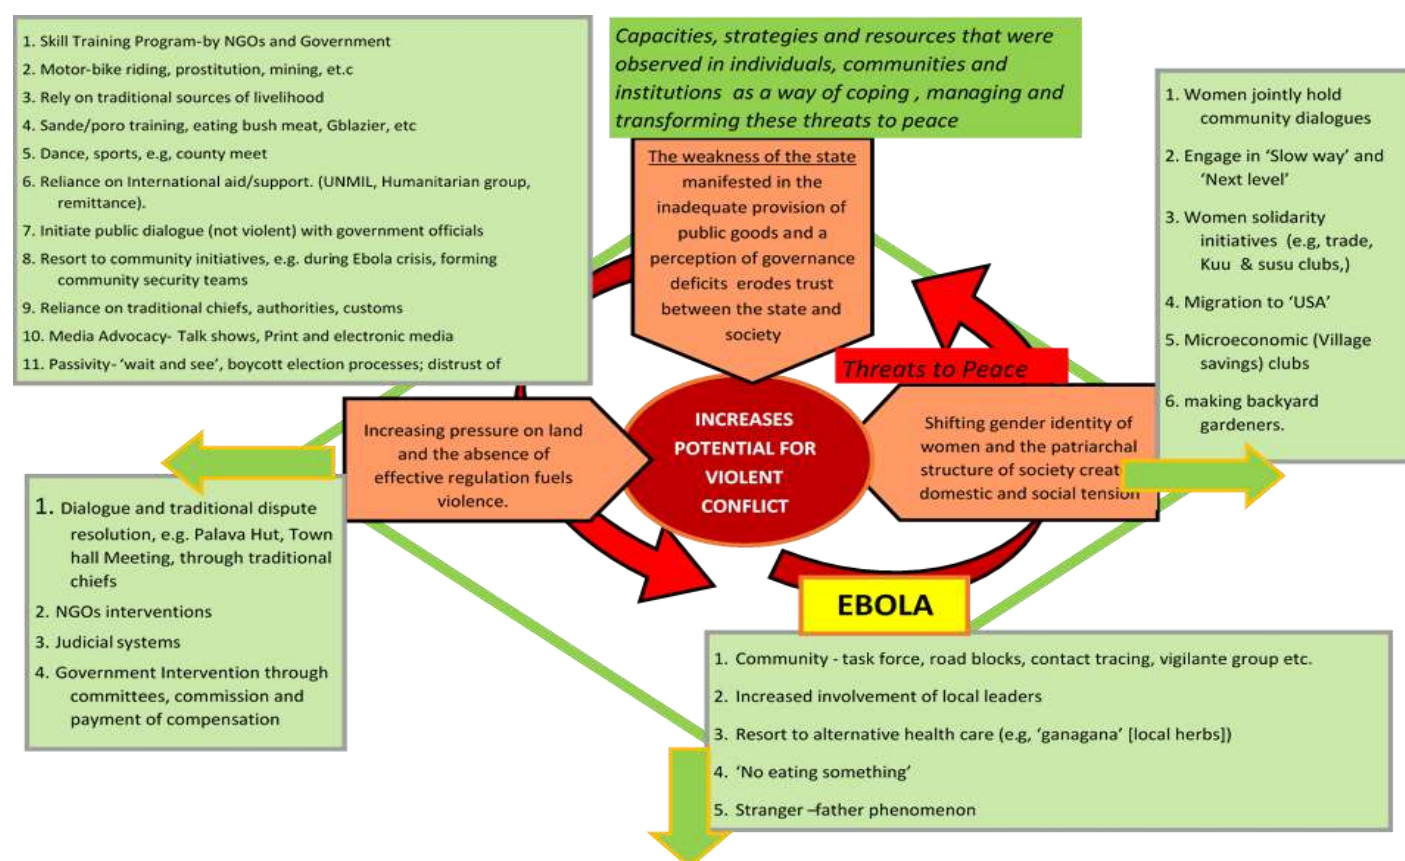 1. Skill Training Program-by NGOs and Government
2. Motor-bike riding, prostitution, mining, et.c
3. Rely on traditional sources of livelihood
4. Sande/poro training, eating bush meat, Gblazier, etc
5. Dance, sports, e.g, county meet
6. Reliance on International aid/support. (UNMIL, Humanitarian group,
remittance).
7. Initiate public dialogue (not violent) with government officials
8. Resort to community initiatives, e.g. during Ebola crisis, forming
community security teams
9. Reliance on traditional chiefs, authorities, customs
10. Media Advocacy- Talk shows, Print and electronic media
11. Passivity- ‘wait and see’, boycott election processes; distrust of
Capacities, strategies and resources that were
observed in individuals, communities and
institutions as a way of coping , managing and
transforming these threats to peace
The weakness of the state
manifested in the
inadequate provision of
public goods and a
perception of governance
deficits erodes trust
between the state and
society
1. Women jointly hold
community dialogues
2. Engage in ‘Slow way’ and
‘Next level’
3. Women solidarity
initiatives (e.g, trade,
Kuu & susu clubs,)
4. Migration to ‘USA’
5. Microeconomic (Village
savings) clubs
6. making backyard
gardeners.
Threats to Peace
Increasing pressure on land
and the absence of
effective regulation fuels
violence.
INCREASES
POTENTIAL FOR
VIOLENT
CONFLICT
Shifting gender identity of
women and the patriarchal
structure of society create
domestic and social tension
1. Dialogue and traditional dispute
resolution, e.g. Palava Hut, Town
hall Meeting, through traditional
chiefs
2. NGOs interventions
3. Judicial systems
4. Government Intervention through
committees, commission and
payment of compensation
EBOLA
1. Community - task force, road blocks, contact tracing, vigilante group etc.
2. Increased involvement of local leaders
3. Resort to alternative health care (e.g, ‘ganagana’ [local herbs])
4. ‘No eating something’
5. Stranger –father phenomenon